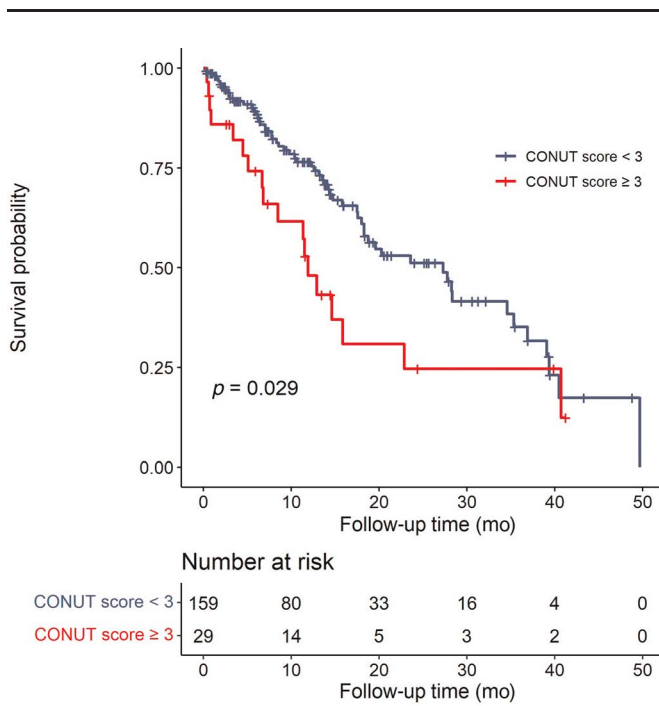 1.00
0.75
0.50
0.25
0.00
Survival probability
CONUT score < 3
CONUT score ≥ 3
p = 0.029
0 10 20 30 40 50
Follow-up time (mo)
Number at risk
CONUT score < 3 159 80 33 16 4 0
CONUT score ≥ 3 29 14 5 3 2 0
0 10 20 30 40 50
Follow-up time (mo)